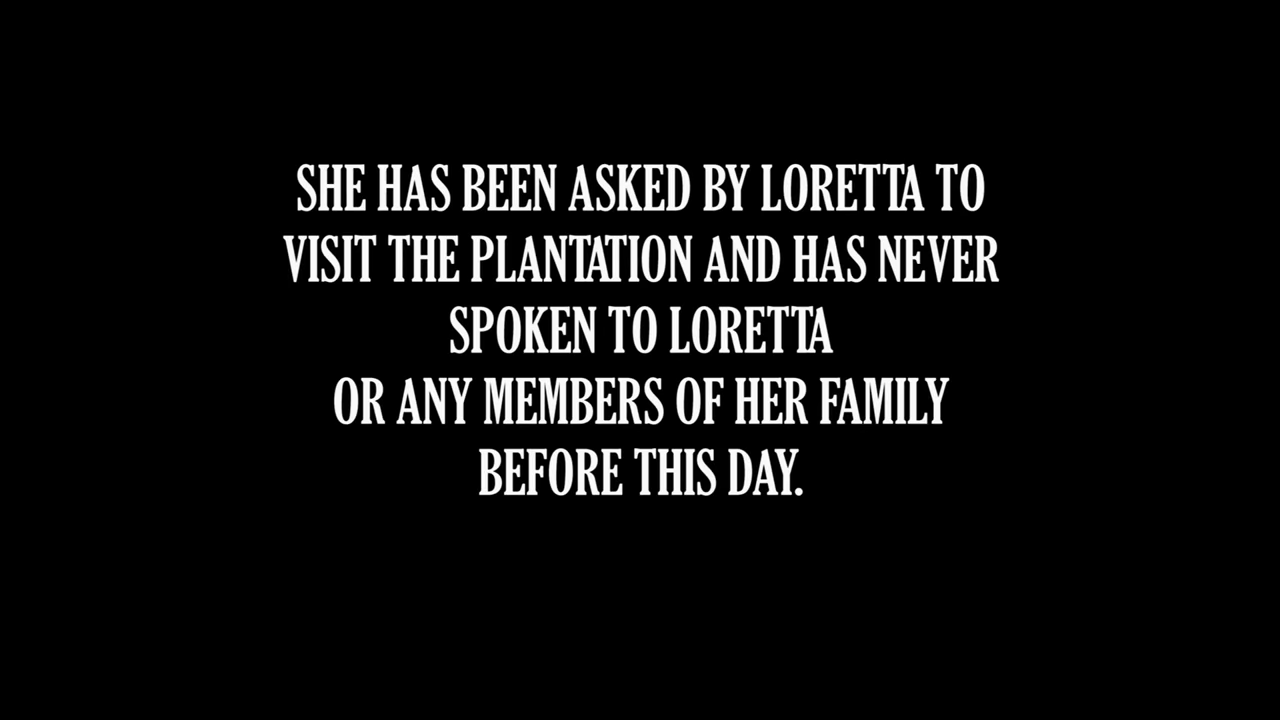 SHE HAS BEEN ASKED BY LORETTA TO
VISIT THE PLANTATION AND HAS NEVER
SPOKEN TO LORETTA
OR ANY MEMBERS OF HER FAMILY
BEFORE THIS DAY.